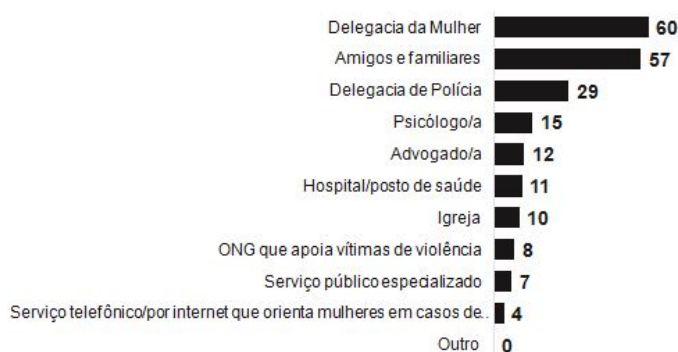 Delegacia da Mulher 60
Amigos e familiares 57
Delegacia de Polícia 29
Psicólogo/a 15
Advogado/a 12
Hospital/posto de saúde 11
Igreja 10
ONG que apoia vítimas de violência 8
Serviço público especializado 7
Serviço telefônico/por internet que orienta mulheres em casos de.. 4
Outro 0